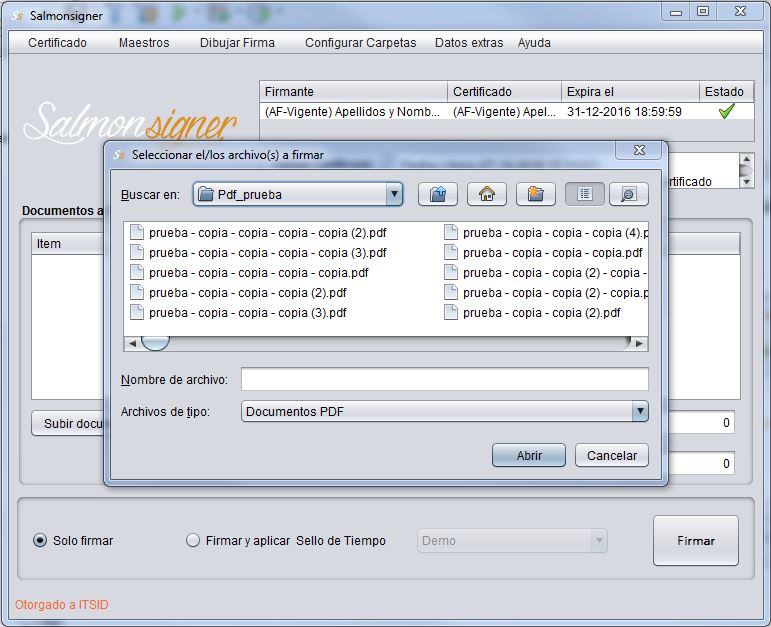 Salmonsigner
Certificado Maestros Dibujar Firma Configurar Carpetas Datos extras Ayuda
Salmonsigner
Firmante Certificado Expira el Estado
(AF-Vigente) Apellidos y Nomb... (AF-Vigente) Apel... 31-12-2016 18:59:59
Seleccionar el/los archivo(s) a firmar
rtificado
Buscar en: Pdf_prueba
Documentos a
Item
prueba - copia - copia - copia - copia (2).pdf
prueba - copia - copia - copia - copia (3).pdf
prueba - copia - copia - copia - copia.pdf
prueba - copia - copia - copia (2).pdf
prueba - copia - copia - copia (3).pdf
prueba - copia - copia - copia (4).p
prueba - copia - copia - copia.pdf
prueba - copia - copia (2) - copia -
prueba - copia - copia (2) - copia.p
prueba - copia - copia (2).pdf
Nombre de archivo:
Archivos de tipo: Documentos PDF
Subir docu
0
Abrir Cancelar
0
Solo firmar Firmar y aplicar Sello de Tiempo Demo Firmar
Otorgado a ITSID